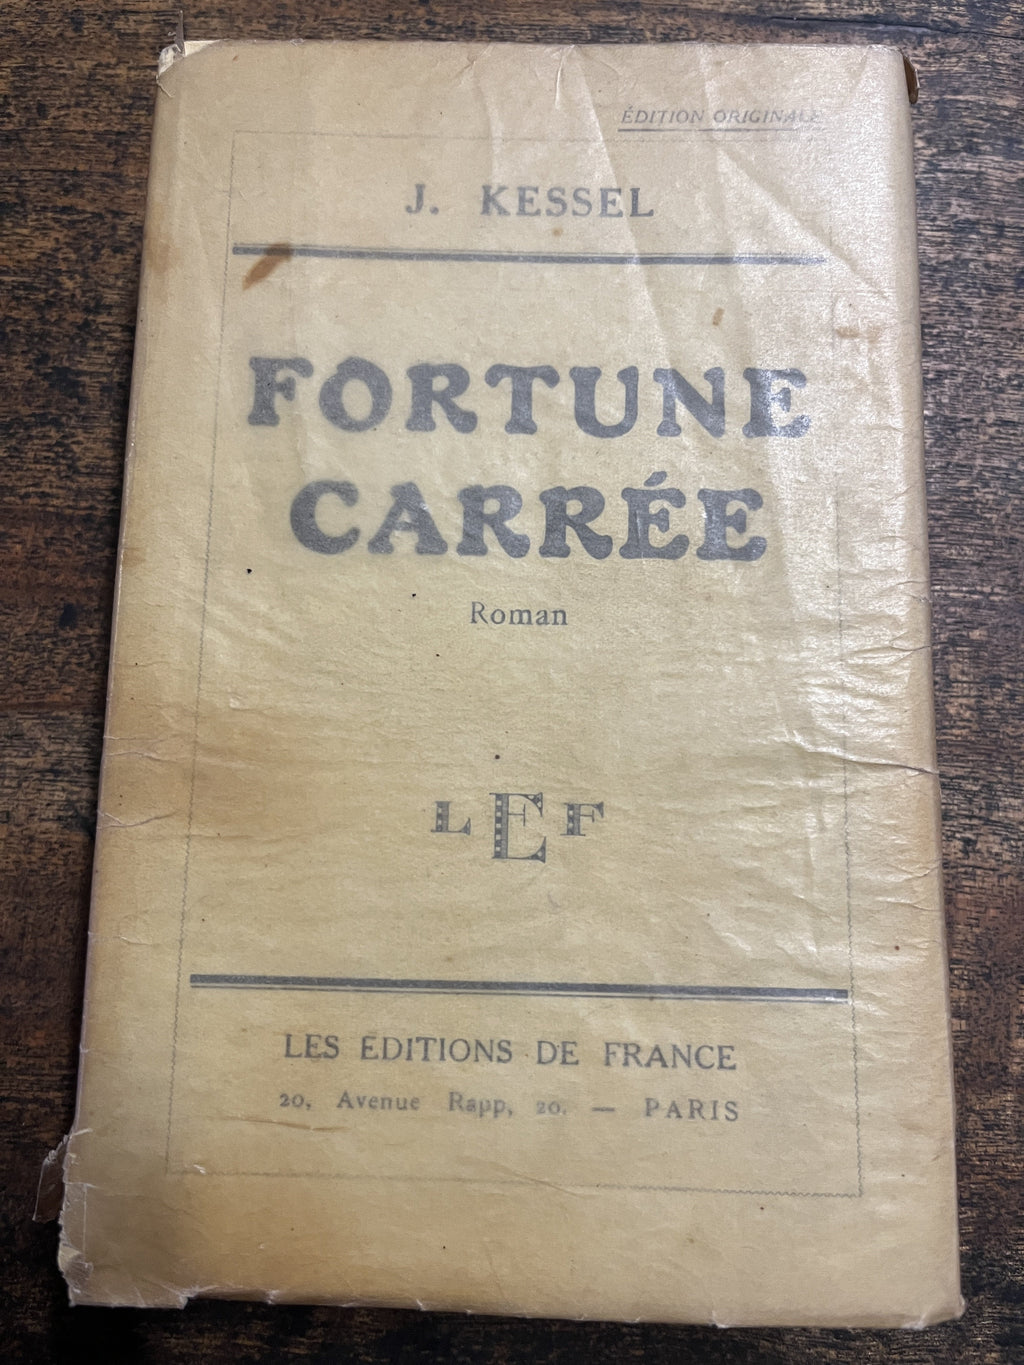 ÉDITION ORIGINALE
J. KESSEL
FORTUNE
CARRÉE
Roman
LEF
LES EDITIONS DE FRANCE
20, Avenue Rapp, 20. — PARIS